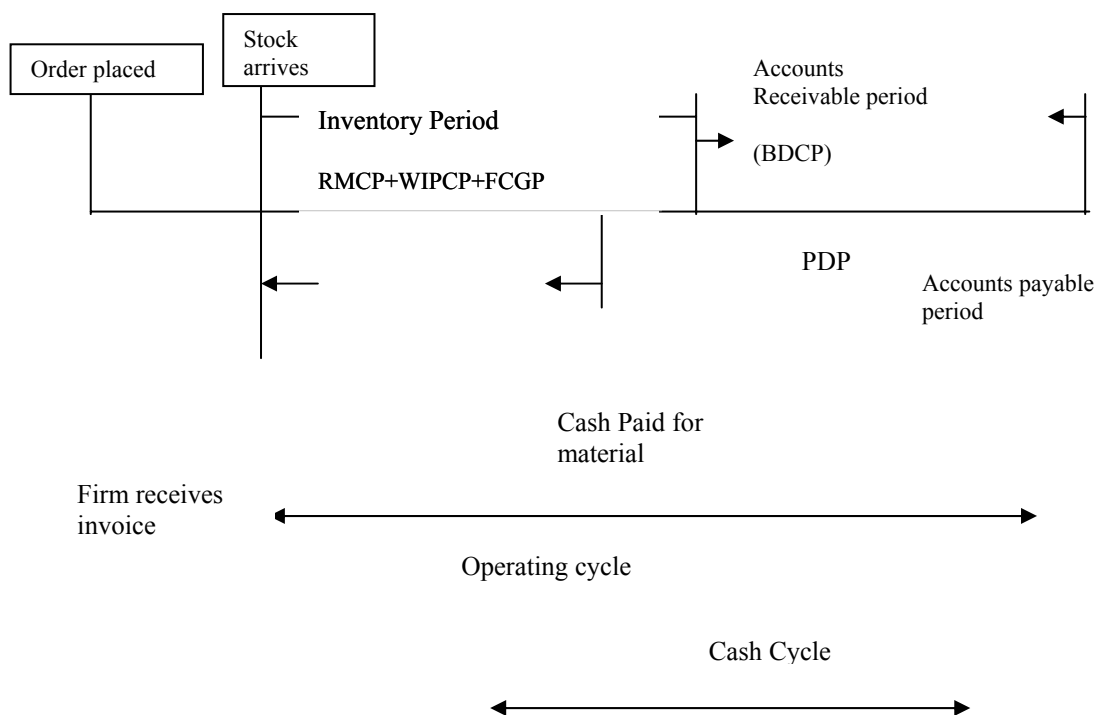 Order placed
Stock
arrives
Inventory Period
RMCP+WIPCP+FCGP
Accounts
Receivable period
(BDCP)
PDP
Accounts payable
period
Cash Paid for
material
Firm receives
invoice
Operating cycle
Cash Cycle